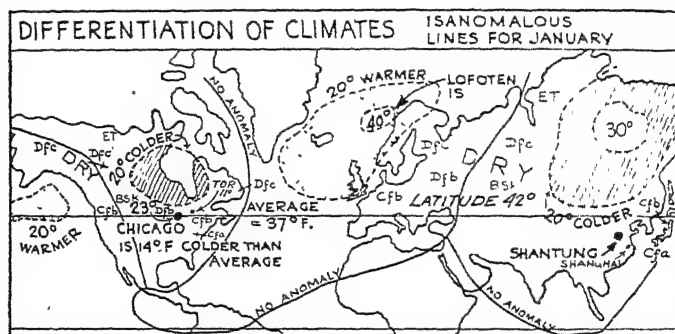 DIFFERENTIATION OF CLIMATES
ISANOMALOUS
LINES FOR JANUARY
20° WARMER
LOFOTEN
IS
NO ANOMALY
40°
ET
ET
Dfc
Dfc
DRY
20° COLDER
Dfc
Dfc
DRY
Dfc
30°
BSk
TOR
Dfc
Dfb
BSk
Dfb
Cfb
23°
Dfb
Cfb
Cfb
AVERAGE
= 37° F.
LATITUDE 42°
Cfb
20°
WARMER
CHICAGO
Cfa
IS 14° F COLDER THAN
AVERAGE
20° COLDER
SHANTUNG
SHANGHAI
Cfa
NO ANOMALY
NO ANOMALY